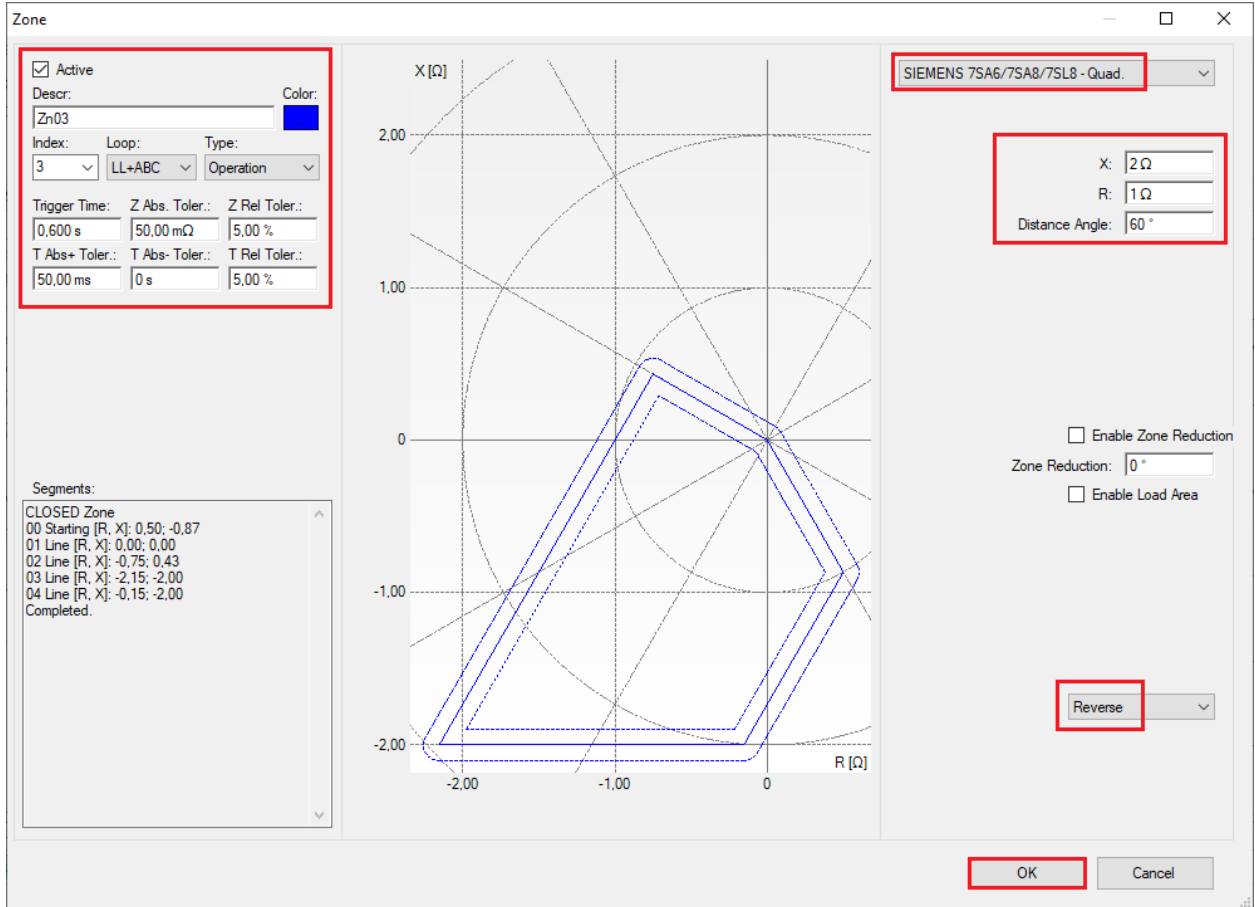 Zone
Active
Descr: Color:
Zn03
Index: Loop: Type:
3 LL+ABC Operation
Trigger Time: Z Abs. Toler.: Z Rel Toler.:
0,600 s 50,00 mΩ 5,00 %
T Abs+ Toler.: T Abs- Toler.: T Rel Toler.:
50,00 ms 0 s 5,00 %
Segments:
CLOSED Zone
00 Starting [R, X]: 0,50; -0,87
01 Line [R, X]: 0,00; 0,00
02 Line [R, X]: -0,75; 0,43
03 Line [R, X]: -2,15; -2,00
04 Line [R, X]: -0,15; -2,00
Completed.
X [Ω]
2,00
1,00
0
-1,00
-2,00
R [Ω]
-2,00 -1,00 0
SIEMENS 7SA6/7SA8/7SL8 - Quad.
X: 2 Ω
R: 1 Ω
Distance Angle: 60 °
Enable Zone Reduction
Zone Reduction: 0 °
Enable Load Area
Reverse
OK Cancel